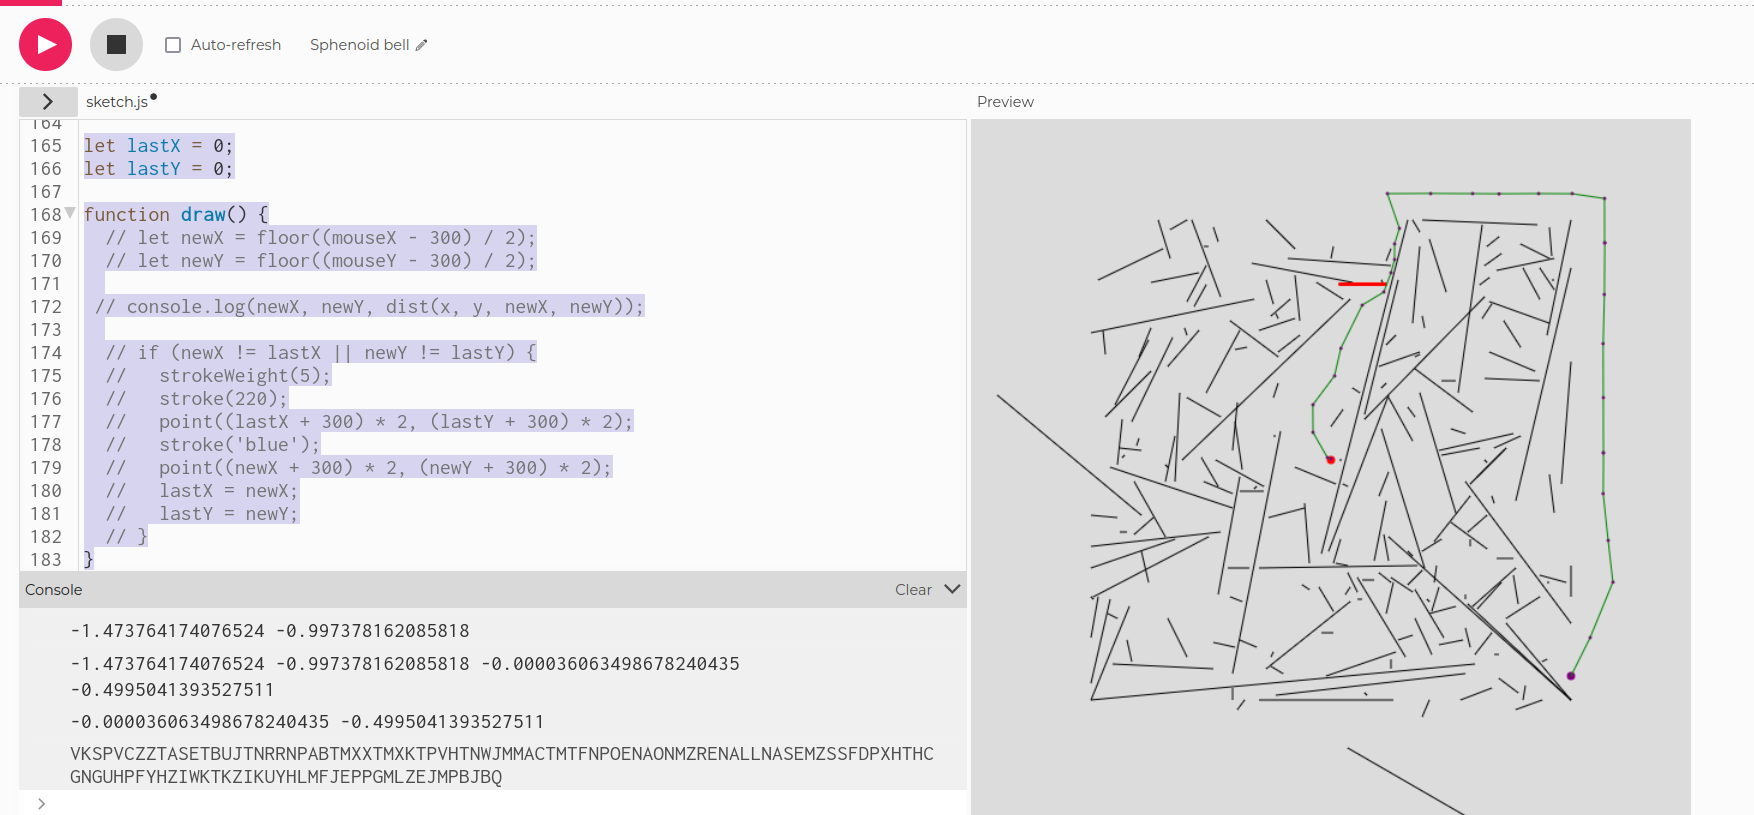 Auto-refresh
Sphenoid bell
sketch.js
Preview
164
165 let lastX = 0;
166 let lastY = 0;
167
168 function draw() {
169 // let newX = floor((mouseX - 300) / 2);
170 // let newY = floor((mouseY - 300) / 2);
171
172 // console.log(newX, newY, dist(x, y, newX, newY));
173
174 // if (newX != lastX || newY != lastY) {
175 //   strokeWeight(5);
176 //   stroke(220);
177 //   point((lastX + 300) * 2, (lastY + 300) * 2);
178 //   stroke('blue');
179 //   point((newX + 300) * 2, (newY + 300) * 2);
180 //   lastX = newX;
181 //   lastY = newY;
182 // }
183 }
Console
Clear
-1.473764174076524 -0.997378162085818
-1.473764174076524 -0.997378162085818 -0.000036063498678240435
-0.4995041393527511
-0.000036063498678240435 -0.4995041393527511
VKSPVCZZTASETBUJTNRRNPABTMXXTMXKTPVHTNWJMMACTMTFNPOENAONMZRENALLNASEMZSSFDPXHTHC
GNGUHPFYHZIWKTKZIKUYHLMFJEPPGMLZEJMPBJBQ